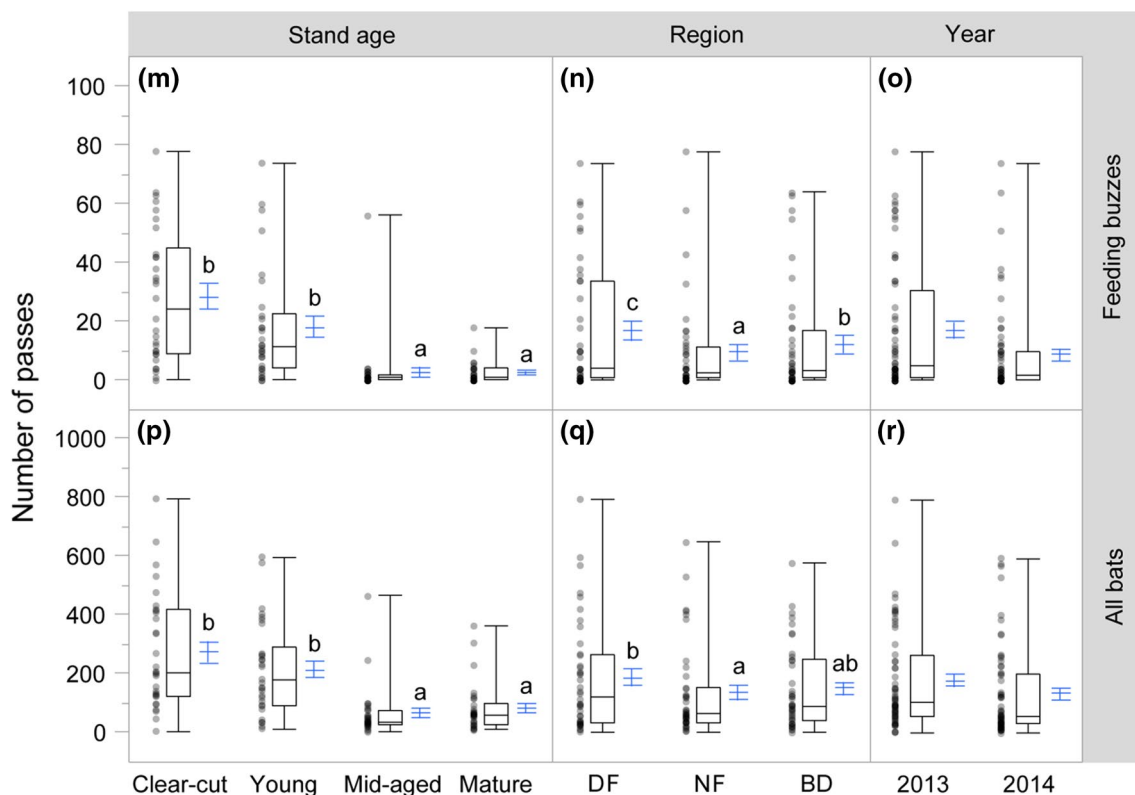 Stand age Region Year
(m) (n) (o)
100
80
60
40
20
0
b b a a c a b
Feeding buzzes
Number of passes
(p) (q) (r)
1000
800
600
400
200
0
b b a a b a ab
All bats
Clear-cut Young Mid-aged Mature DF NF BD 2013 2014